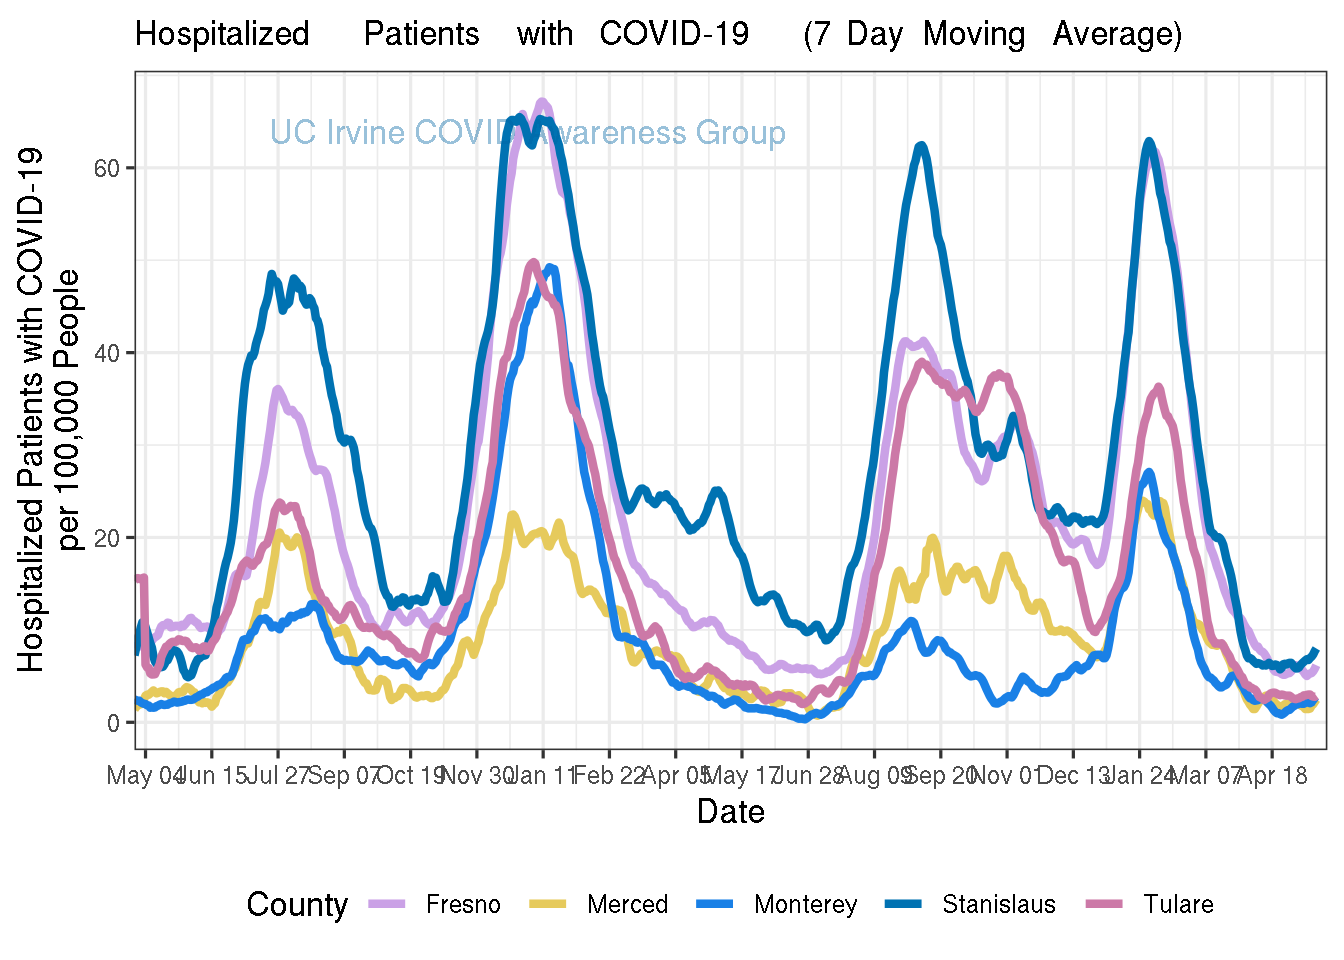 Hospitalized Patients with COVID-19 (7 Day Moving Average)
UC Irvine COVID Awareness Group
Hospitalized Patients with COVID-19
per 100,000 People
60
40
20
0
May 04 Jun 15 Jul 27 Sep 07 Oct 19 Nov 30 Jan 11 Feb 22 Apr 05 May 17 Jun 28 Aug 09 Sep 20 Nov 01 Dec 13 Jan 24 Mar 07 Apr 18
Date
County Fresno Merced Monterey Stanislaus Tulare